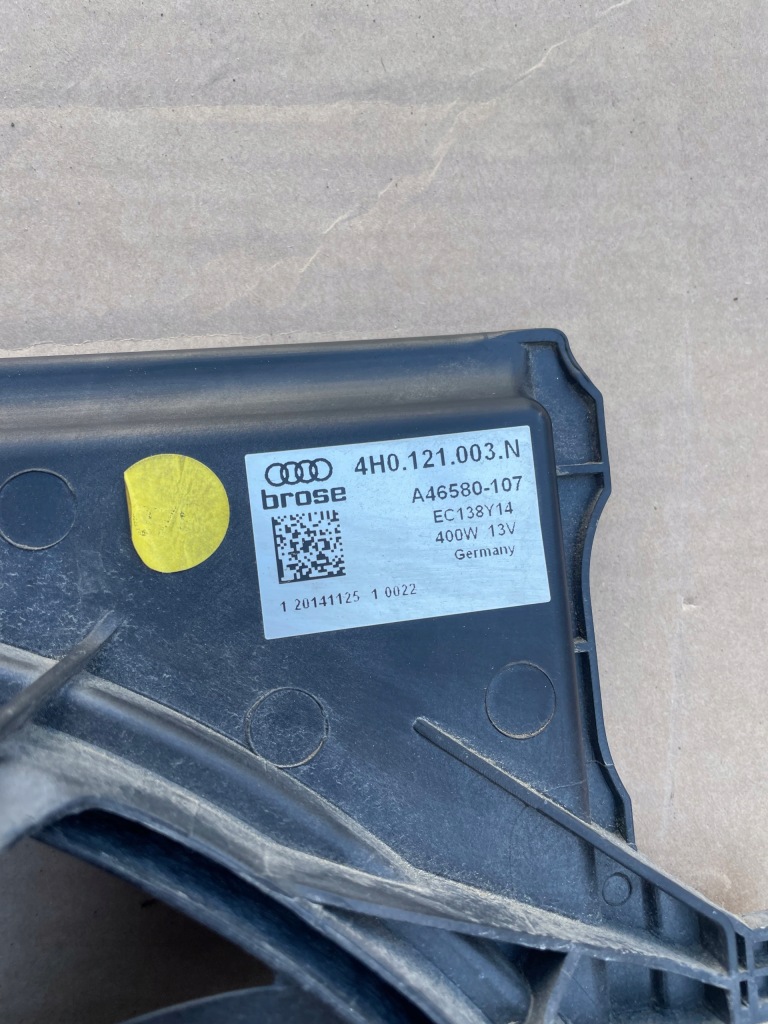 4H0.121.003.N
brose
A46580-107
EC138Y14
400W 13V
Germany
1 20141125 1 0022